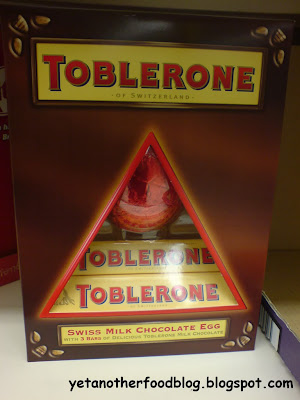 TOBLERONE
- OF SWITZERLAND -
TOBLERONE
TOBLERONE
SWISS MILK CHOCOLATE EGG
WITH 3 BARS OF DELICIOUS TOBLERONE MILK CHOCOLATE
yetanotherfoodblog.blogspot.com